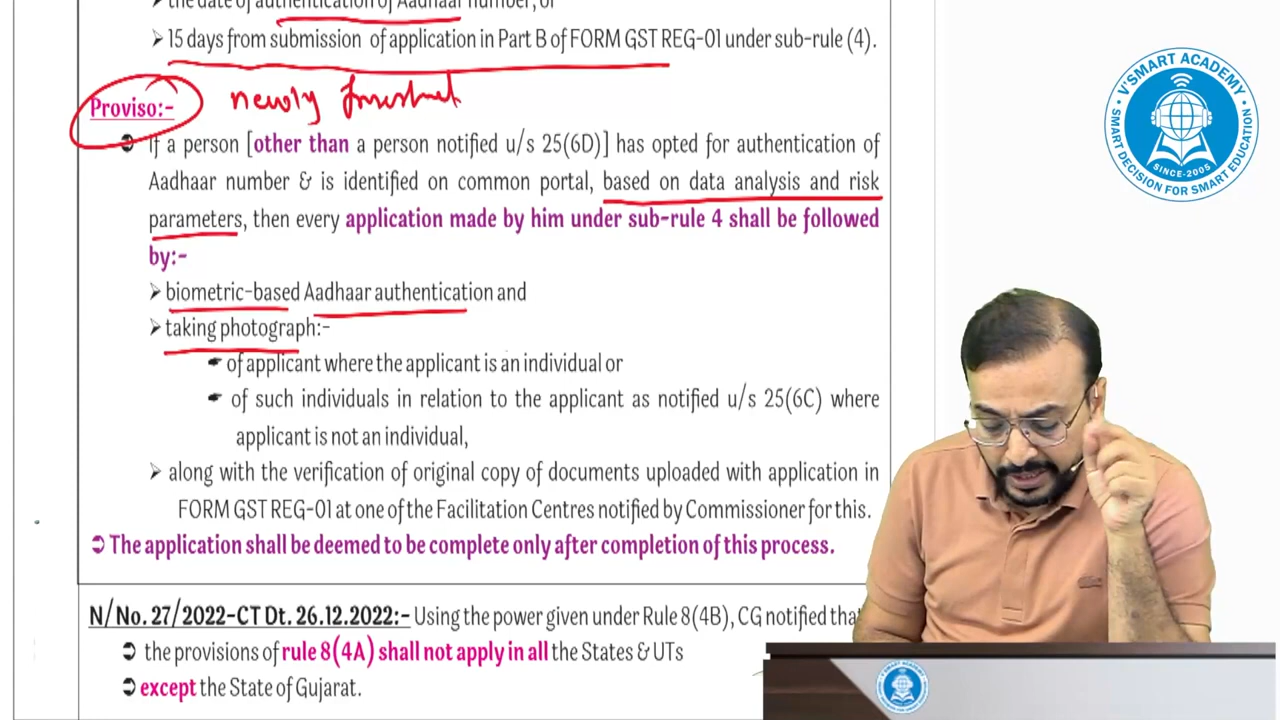 the date of authentication of Aadhaar number; or
➢ 15 days from submission of application in Part B of FORM GST REG-01 under sub-rule (4).
Proviso:- newly
If a person [other than a person notified u/s 25(6D)] has opted for authentication of
Aadhaar number & is identified on common portal, based on data analysis and risk
parameters, then every application made by him under sub-rule 4 shall be followed
by:-
➢ biometric-based Aadhaar authentication and
➢ taking photograph:-
☛ of applicant where the applicant is an individual or
☛ of such individuals in relation to the applicant as notified u/s 25(6C) where
applicant is not an individual,
➢ along with the verification of original copy of documents uploaded with application in
FORM GST REG-01 at one of the Facilitation Centres notified by Commissioner for this.
➲ The application shall be deemed to be complete only after completion of this process.
N/No. 27/2022-CT Dt. 26.12.2022:- Using the power given under Rule 8(4B), CG notified that
➲ the provisions of rule 8(4A) shall not apply in all the States & UTs
➲ except the State of Gujarat.
V'SMART ACADEMY
SINCE-2005
SMART DECISION FOR SMART EDUCATION